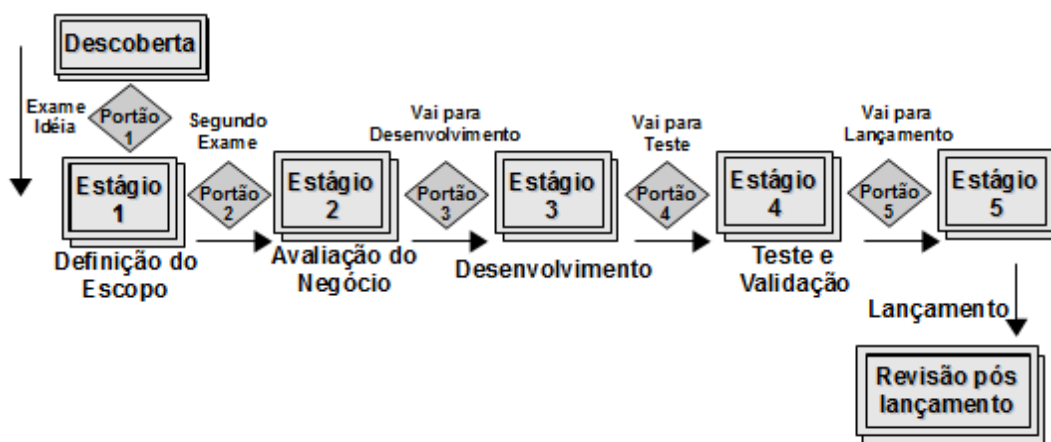 Descoberta
Exame
Idéia
Portão
1
Estágio
1
Definição do
Escopo
Segundo
Exame
Portão
2
Estágio
2
Avaliação do
Negócio
Vai para
Desenvolvimento
Portão
3
Estágio
3
Desenvolvimento
Vai para
Teste
Portão
4
Estágio
4
Teste e
Validação
Vai para
Lançamento
Portão
5
Estágio
5
Lançamento
Revisão pós
lançamento